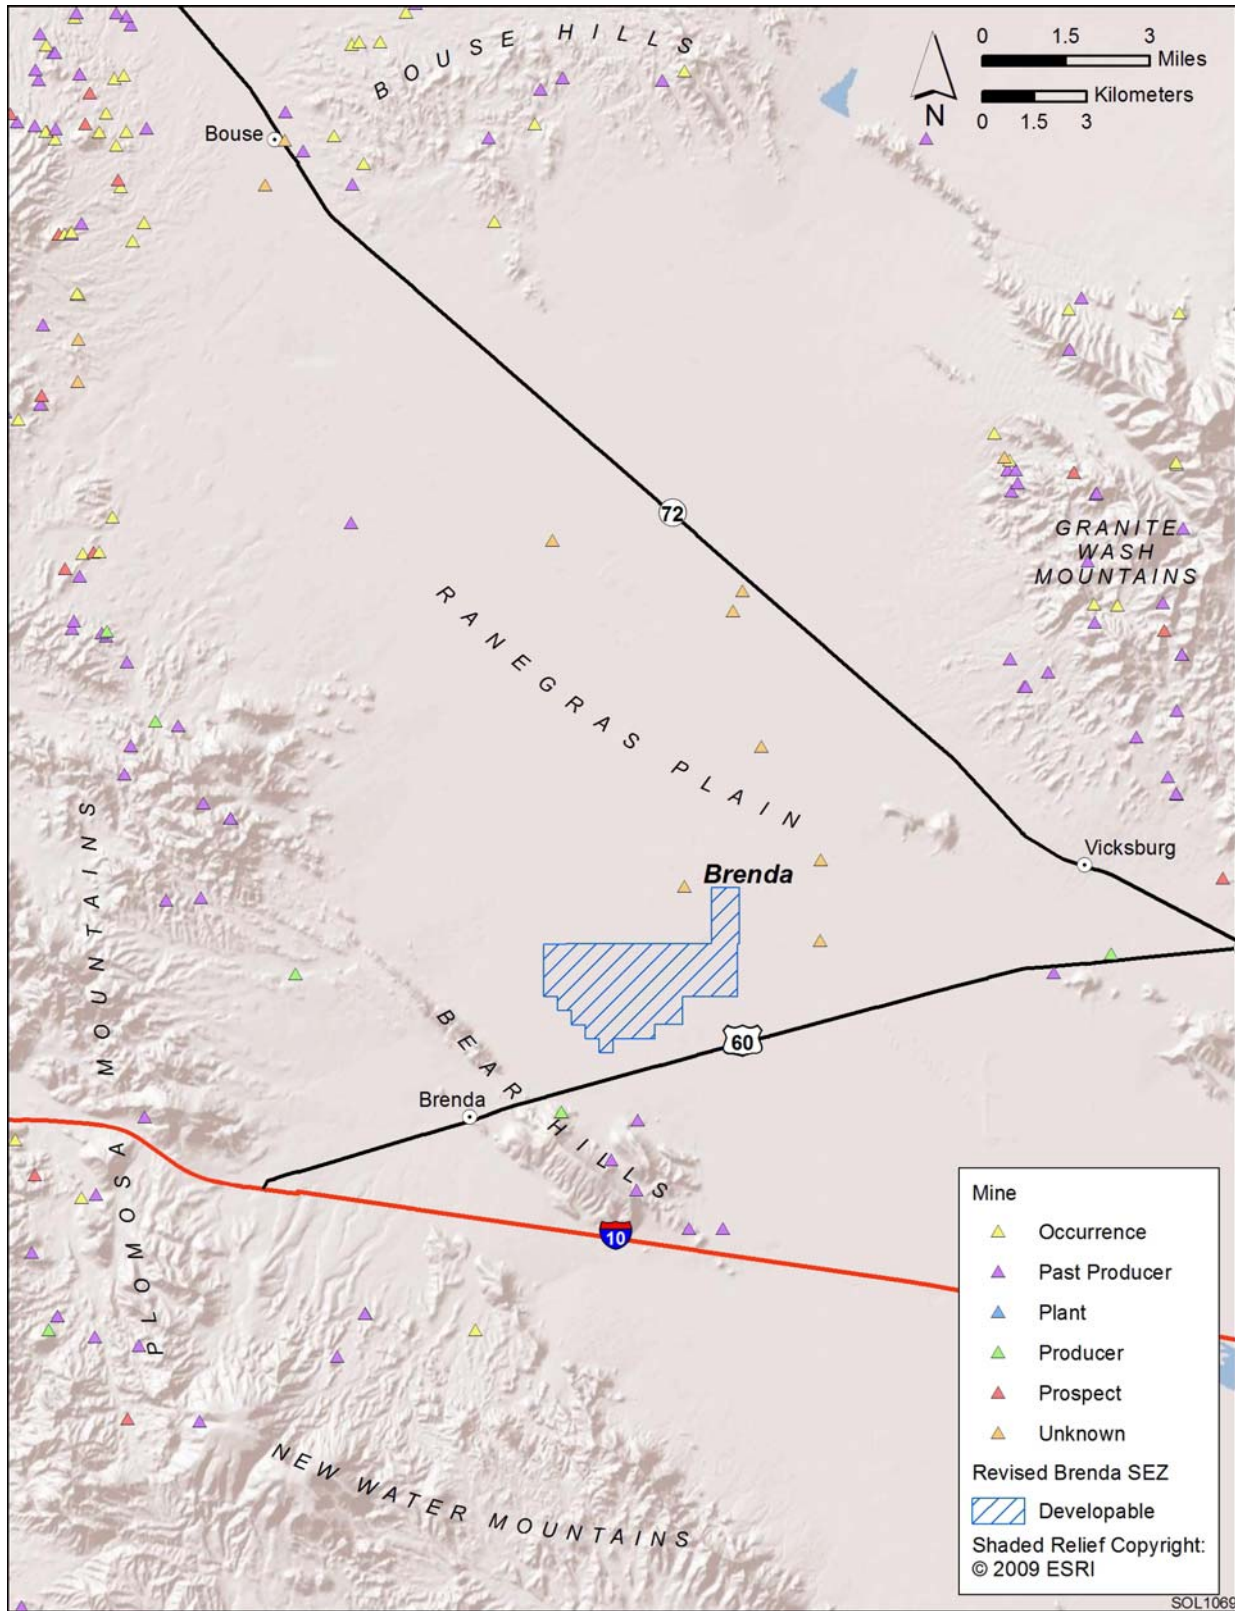 BOUSE HILLS
0 1.5 3
Miles
Kilometers
0 1.5 3
N
Bouse
72
GRANITE
WASH
MOUNTAINS
RANEGRAS PLAIN
Vicksburg
Brenda
PLOMOSA MOUNTAINS
BEAR HILLS
60
Brenda
10
NEW WATER MOUNTAINS
Mine
Occurrence
Past Producer
Plant
Producer
Prospect
Unknown
Revised Brenda SEZ
Developable
Shaded Relief Copyright:
© 2009 ESRI
SOL1069